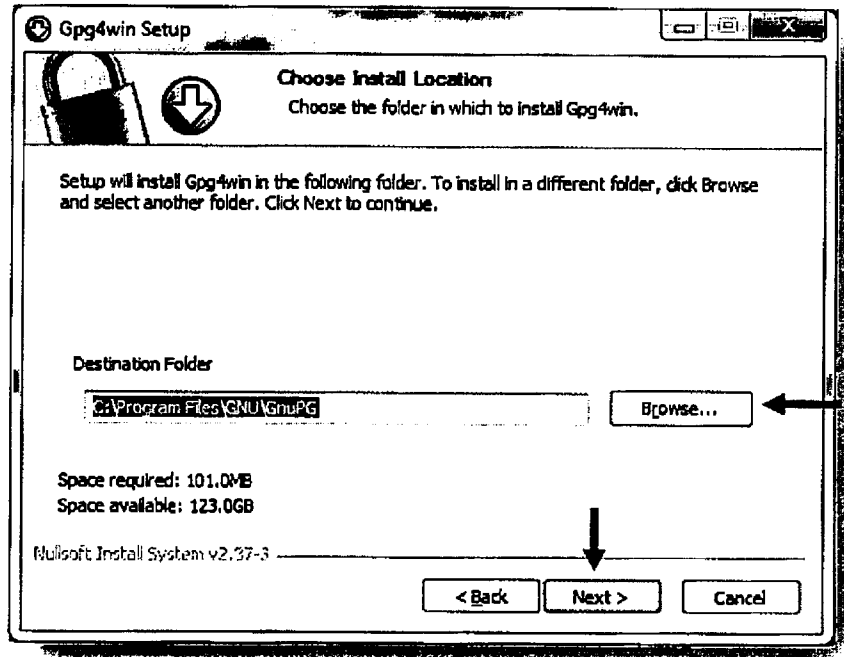 Gpg4win Setup
Choose Install Location
Choose the folder in which to install Gpg4win.
Setup will install Gpg4win in the following folder. To install in a different folder, click Browse
and select another folder. Click Next to continue.
Destination Folder
C:\Program Files\GNU\GnuPG
Browse...
Space required: 101.0MB
Space available: 123.0GB
Nullsoft Install System v2.37-3
< Back
Next >
Cancel